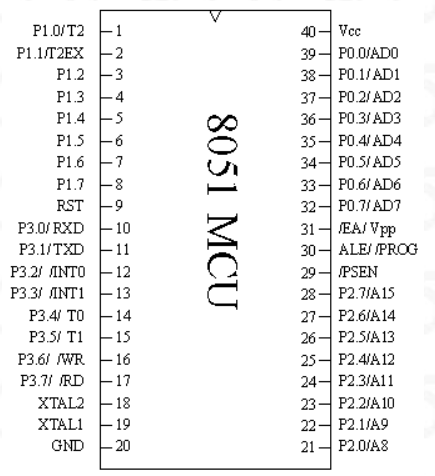 P1.0/T2 1 40 Vcc
P1.1/T2EX 2 39 P0.0/AD0
P1.2 3 38 P0.1/AD1
P1.3 4 37 P0.2/AD2
P1.4 5 36 P0.3/AD3
P1.5 6 35 P0.4/AD4
P1.6 7 34 P0.5/AD5
P1.7 8 33 P0.6/AD6
RST 9 32 P0.7/AD7
P3.0/RXD 10 31 /EA/Vpp
P3.1/TXD 11 30 ALE/ /PROG
P3.2/ /INT0 12 29 /PSEN
P3.3/ /INT1 13 28 P2.7/A15
P3.4/ T0 14 27 P2.6/A14
P3.5/ T1 15 26 P2.5/A13
P3.6/ /WR 16 25 P2.4/A12
P3.7/ /RD 17 24 P2.3/A11
XTAL2 18 23 P2.2/A10
XTAL1 19 22 P2.1/A9
GND 20 21 P2.0/A8
8051 MCU